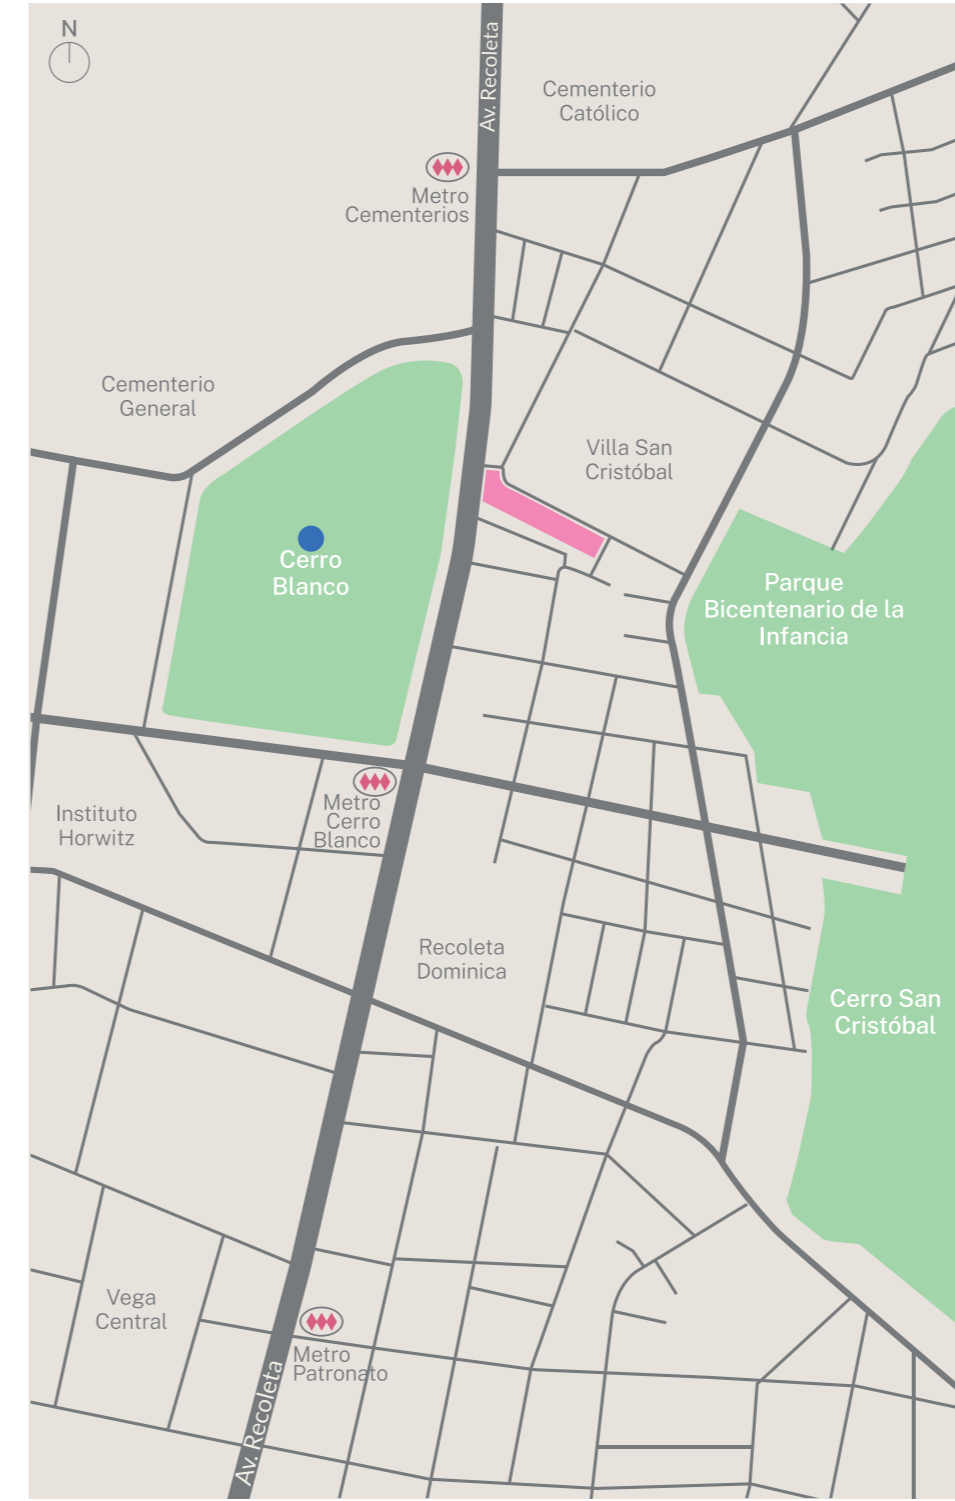 N
Av. Recoleta
Cementerio
Católico
Metro
Cementerios
Cementerio
General
Villa San
Cristóbal
Cerro
Blanco
Parque
Bicentenario de la
Infancia
Metro
Cerro
Blanco
Instituto
Horwitz
Recoleta
Dominica
Cerro San
Cristóbal
Vega
Central
Metro
Patronato
Av. Recoleta